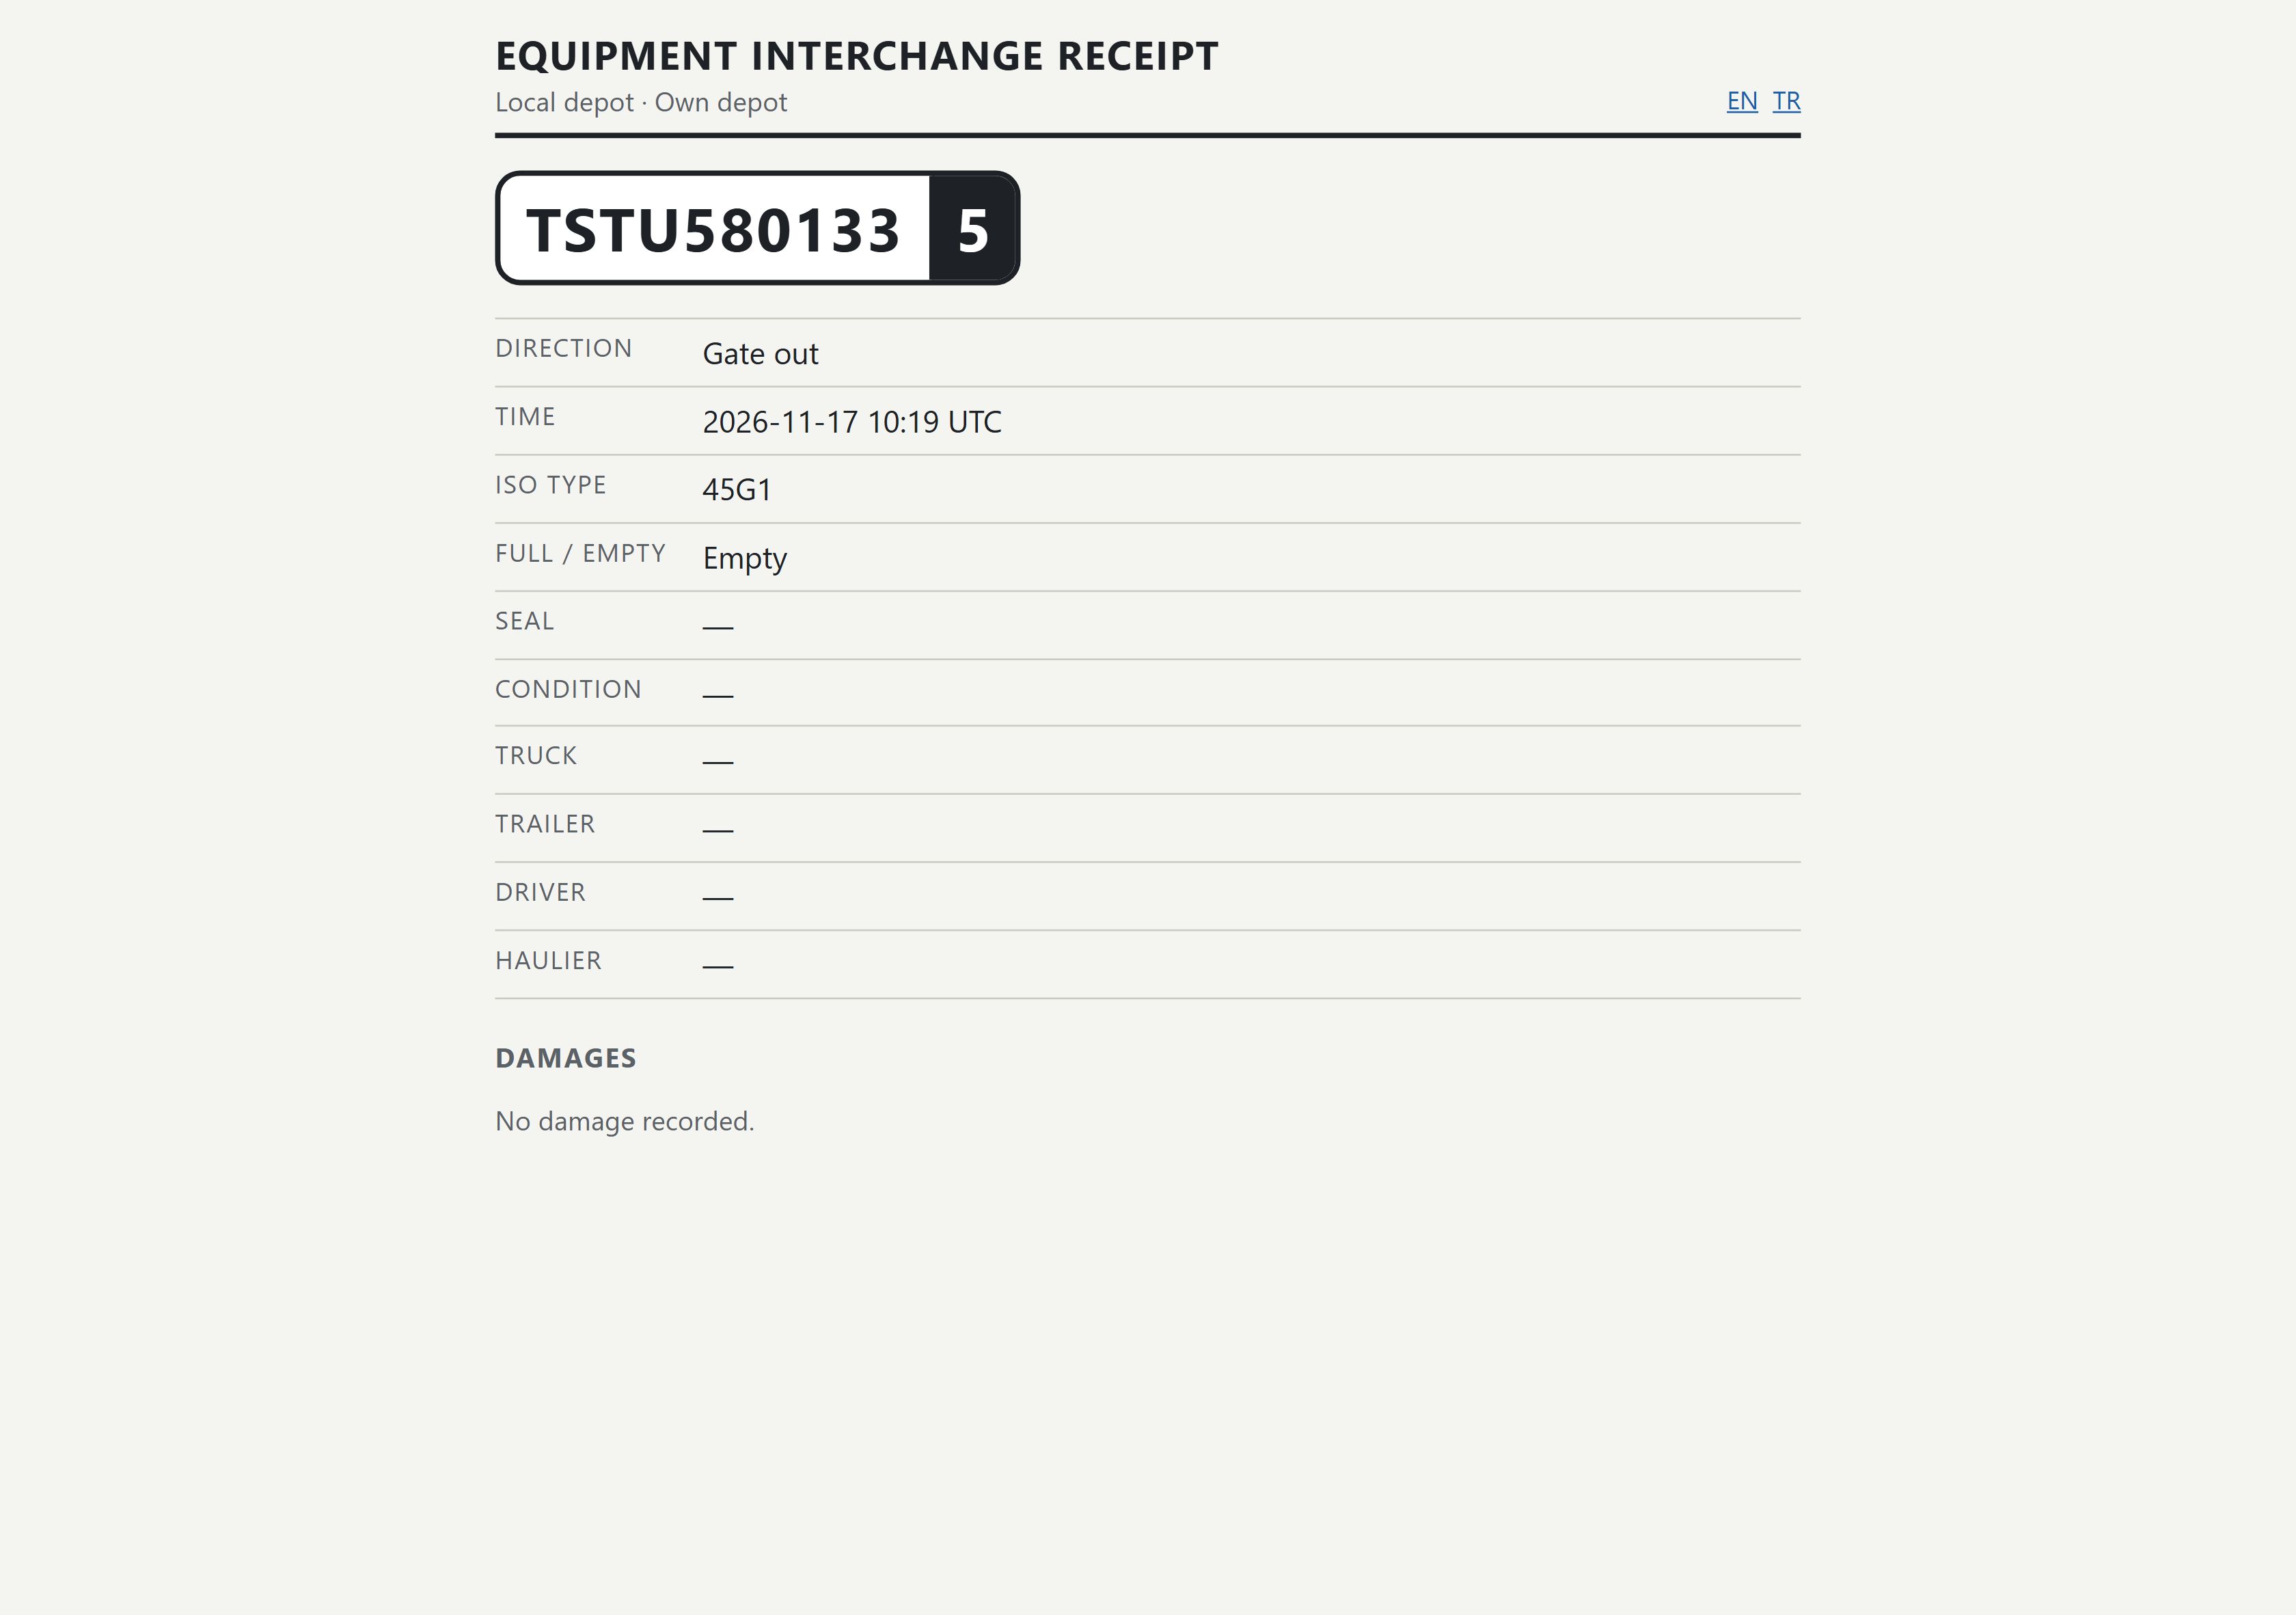 EQUIPMENT INTERCHANGE RECEIPT
Local depot · Own depot
EN TR
TSTU580133 5
DIRECTION Gate out
TIME 2026-11-17 10:19 UTC
ISO TYPE 45G1
FULL / EMPTY Empty
SEAL —
CONDITION —
TRUCK —
TRAILER —
DRIVER —
HAULIER —
DAMAGES
No damage recorded.